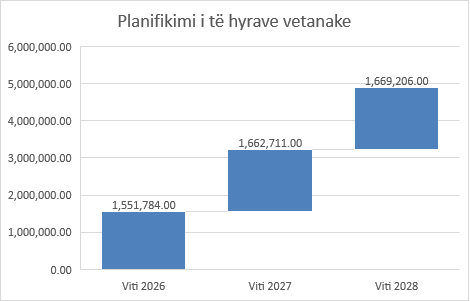 Planifikimi i të hyrave vetanake
6,000,000.00
5,000,000.00
4,000,000.00
3,000,000.00
2,000,000.00
1,000,000.00
0.00
1,551,784.00
1,662,711.00
1,669,206.00
Viti 2026
Viti 2027
Viti 2028